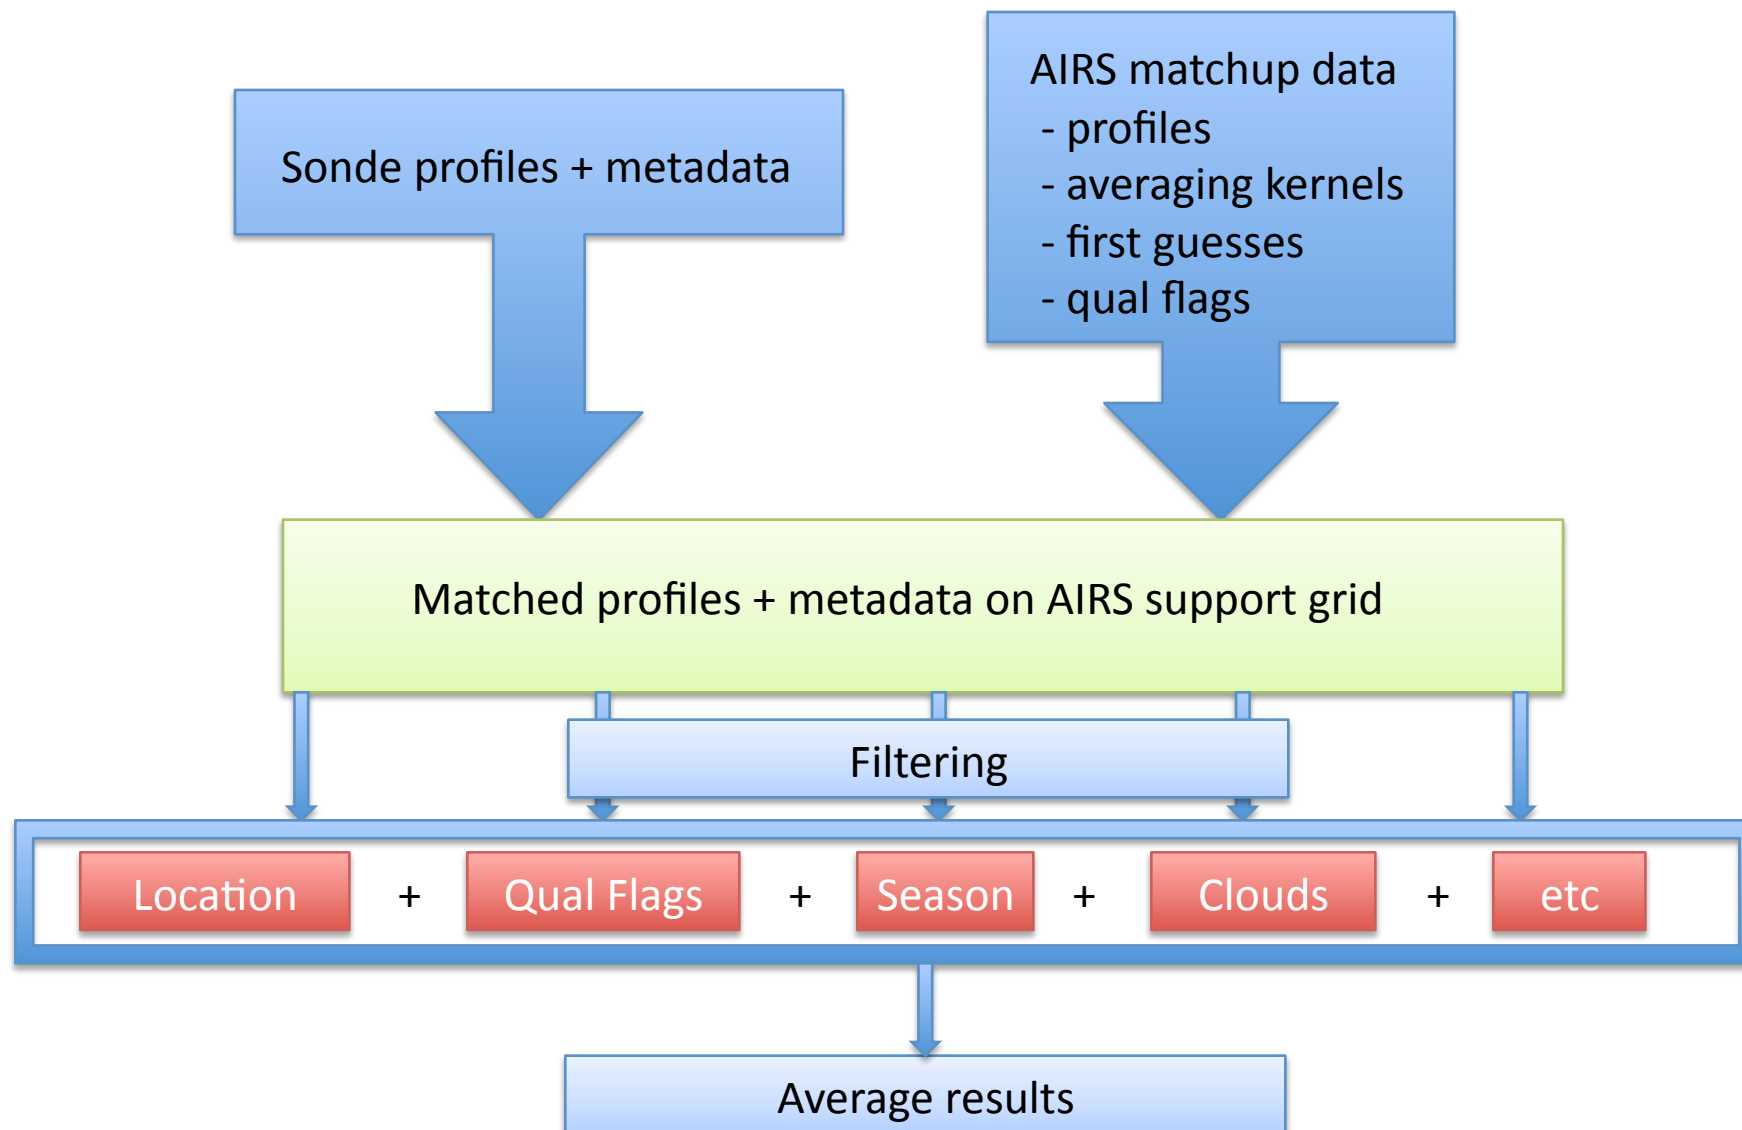 Sonde profiles + metadata
AIRS matchup data
- profiles
- averaging kernels
- first guesses
- qual flags
Matched profiles + metadata on AIRS support grid
Filtering
Location + Qual Flags + Season + Clouds + etc
Average results